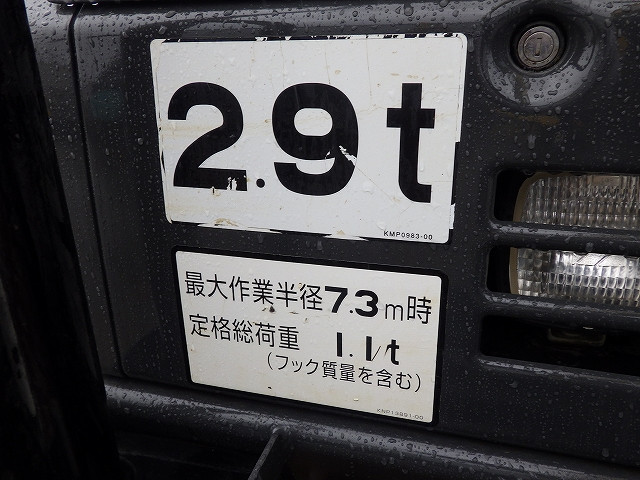 2.9t
KMP0983-00
最大作業半径7.3m時
定格総荷重 1.1t
(フック質量を含む)
KMP13891-00